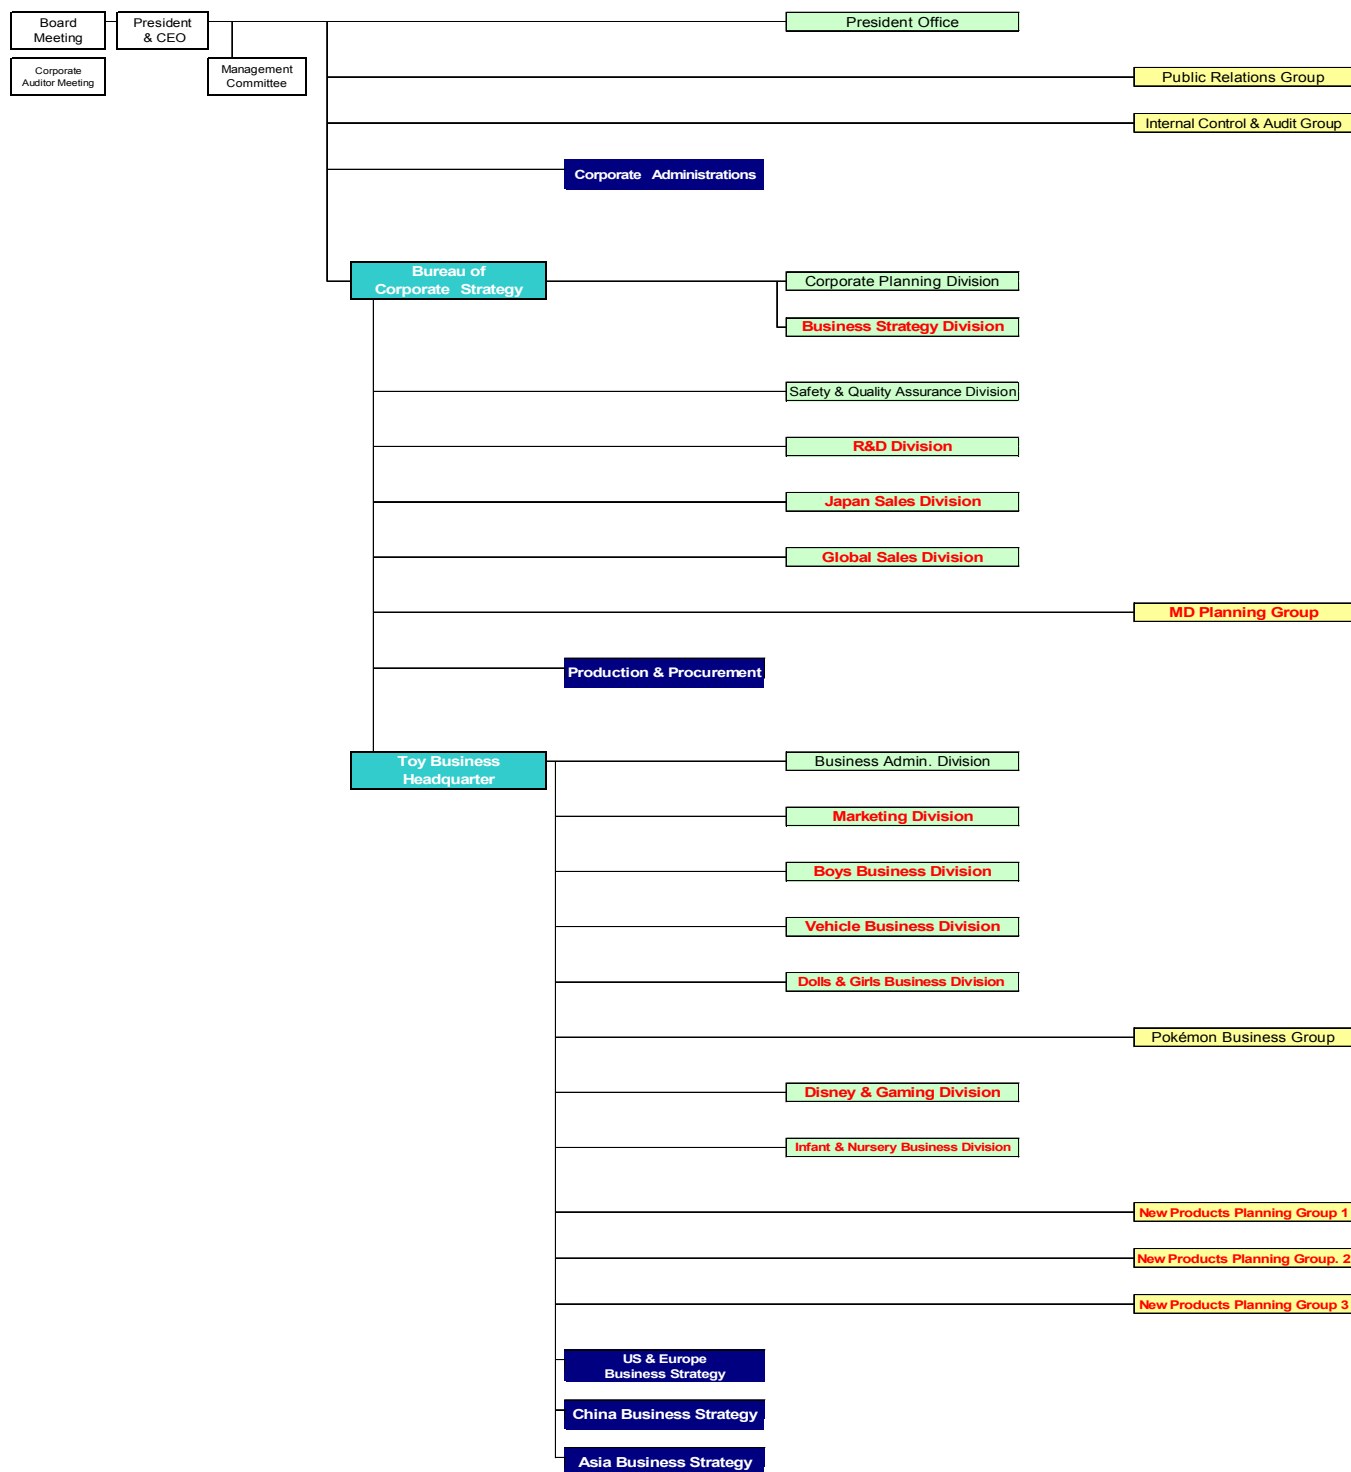 Board
Meeting
President
& CEO
President Office
Corporate
Auditor Meeting
Management
Committee
Public Relations Group
Internal Control & Audit Group
Corporate Administrations
Bureau of
Corporate Strategy
Corporate Planning Division
Business Strategy Division
Safety & Quality Assurance Division
R&D Division
Japan Sales Division
Global Sales Division
MD Planning Group
Production & Procurement
Toy Business
Headquarter
Business Admin. Division
Marketing Division
Boys Business Division
Vehicle Business Division
Dolls & Girls Business Division
Pokémon Business Group
Disney & Gaming Division
Infant & Nursery Business Division
New Products Planning Group 1
New Products Planning Group. 2
New Products Planning Group 3
US & Europe
Business Strategy
China Business Strategy
Asia Business Strategy